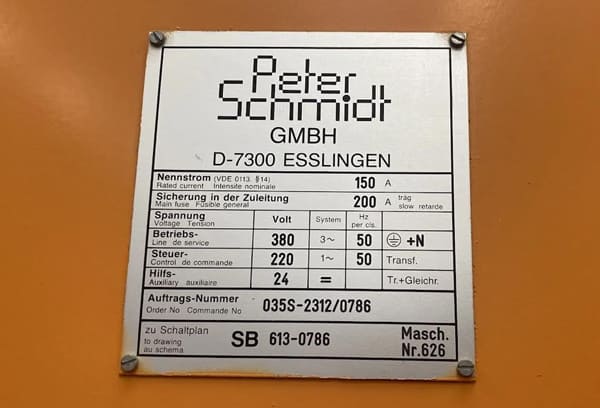 Peter
Schmidt
GMBH
D-7300 ESSLINGEN
Nennstrom (VDE 0113. §14) 150 A
Rated current Intensite nominale
Sicherung in der Zuleitung 200 A träg
Main fuse Fusible general slow retarde
Spannung Volt System Hz
Voltage Tension per cls.
Betriebs- 380 3~ 50 ⏚ +N
Line de service
Steuer- 220 1~ 50 Transf.
Control de commande
Hilfs- 24 = Tr.+Gleichr.
Auxiliary auxiliaire
Auftrags-Nummer 035S-2312/0786
Order No Commande No
zu Schaltplan SB 613-0786 Masch.
to drawing Nr.626
au schema